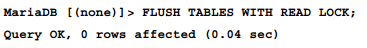 MariaDB [(none)]> FLUSH TABLES WITH READ LOCK;
Query OK, 0 rows affected (0.04 sec)